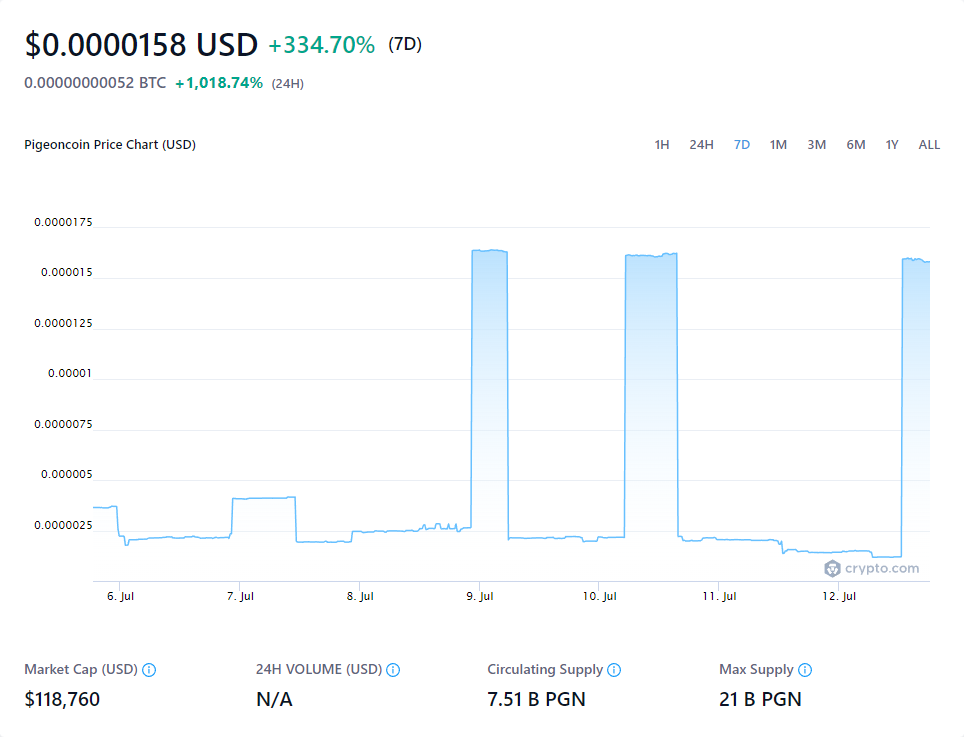 $0.0000158 USD +334.70% (7D)
0.00000000052 BTC +1,018.74% (24H)
Pigeoncoin Price Chart (USD) 1H 24H 7D 1M 3M 6M 1Y ALL
0.0000175
0.000015
0.0000125
0.00001
0.0000075
0.000005
0.0000025
crypto.com
6. Jul 7. Jul 8. Jul 9. Jul 10. Jul 11. Jul 12. Jul
Market Cap (USD) 24H VOLUME (USD) Circulating Supply Max Supply
$118,760 N/A 7.51 B PGN 21 B PGN